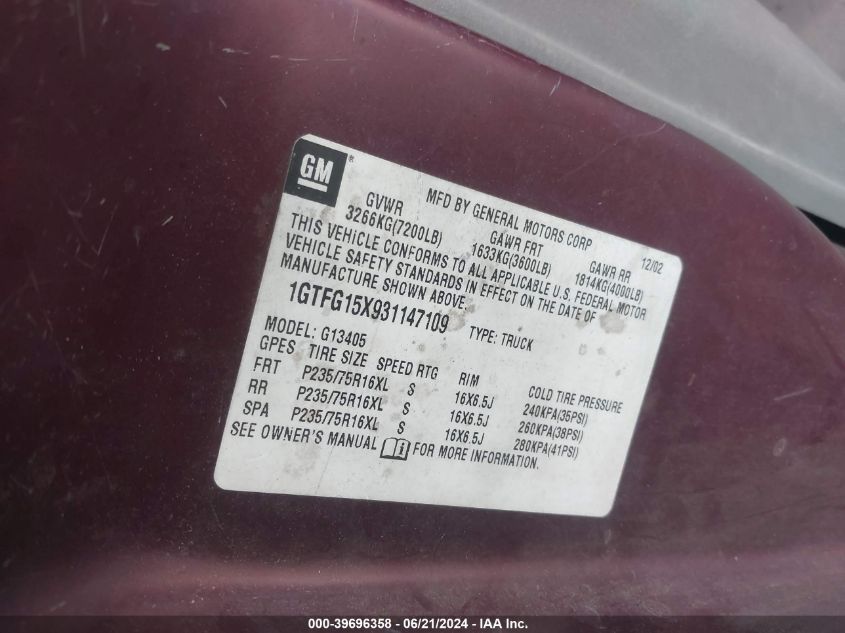 GM®
MFD BY GENERAL MOTORS CORP 12/02
GVWR GAWR FRT GAWR RR
3266KG(7200LB) 1633KG(3600LB) 1814KG(4000LB)
THIS VEHICLE CONFORMS TO ALL APPLICABLE U.S. FEDERAL MOTOR
VEHICLE SAFETY STANDARDS IN EFFECT ON THE DATE OF
MANUFACTURE SHOWN ABOVE.
1GTFG15X931147109 TYPE: TRUCK
MODEL: G13405
GPES TIRE SIZE SPEED RTG RIM COLD TIRE PRESSURE
FRT P235/75R16XL S 16X6.5J 240KPA(35PSI)
RR P235/75R16XL S 16X6.5J 260KPA(38PSI)
SPA P235/75R16XL S 16X6.5J 280KPA(41PSI)
SEE OWNER'S MANUAL FOR MORE INFORMATION.
000-39696358 - 06/21/2024 - IAA Inc.